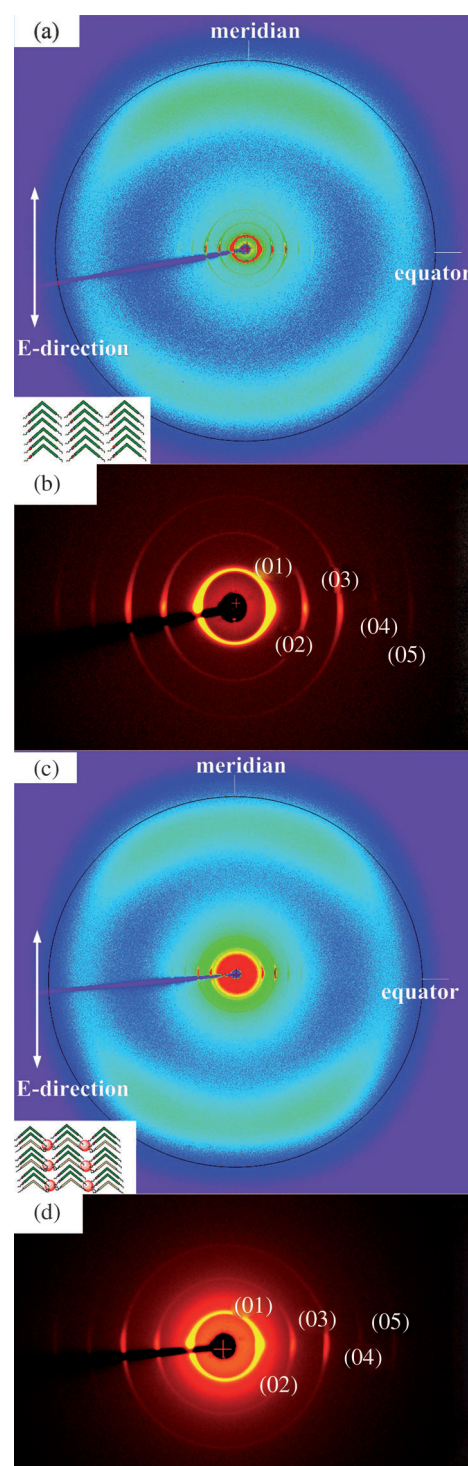 (a)
meridian
equator
E-direction
(b)
(01)
(03)
(02)
(04)
(05)
(c)
meridian
equator
E-direction
(d)
(01)
(03)
(05)
(04)
(02)